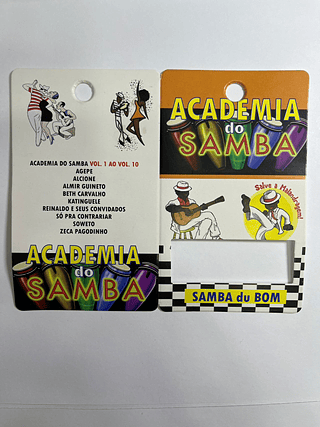 ACADEMIA DO SAMBA VOL. 1 AO VOL. 10
AGEPE
ALCIONE
ALMIR GUINETO
BETH CARVALHO
KATINGUELE
REINALDO E SEUS CONVIDADOS
SÓ PRA CONTRARIAR
SOWETO
ZECA PAGODINHO
ACADEMIA
do
SAMBA
ACADEMIA
do
SAMBA
Salve a Malandragem!
SAMBA du BOM